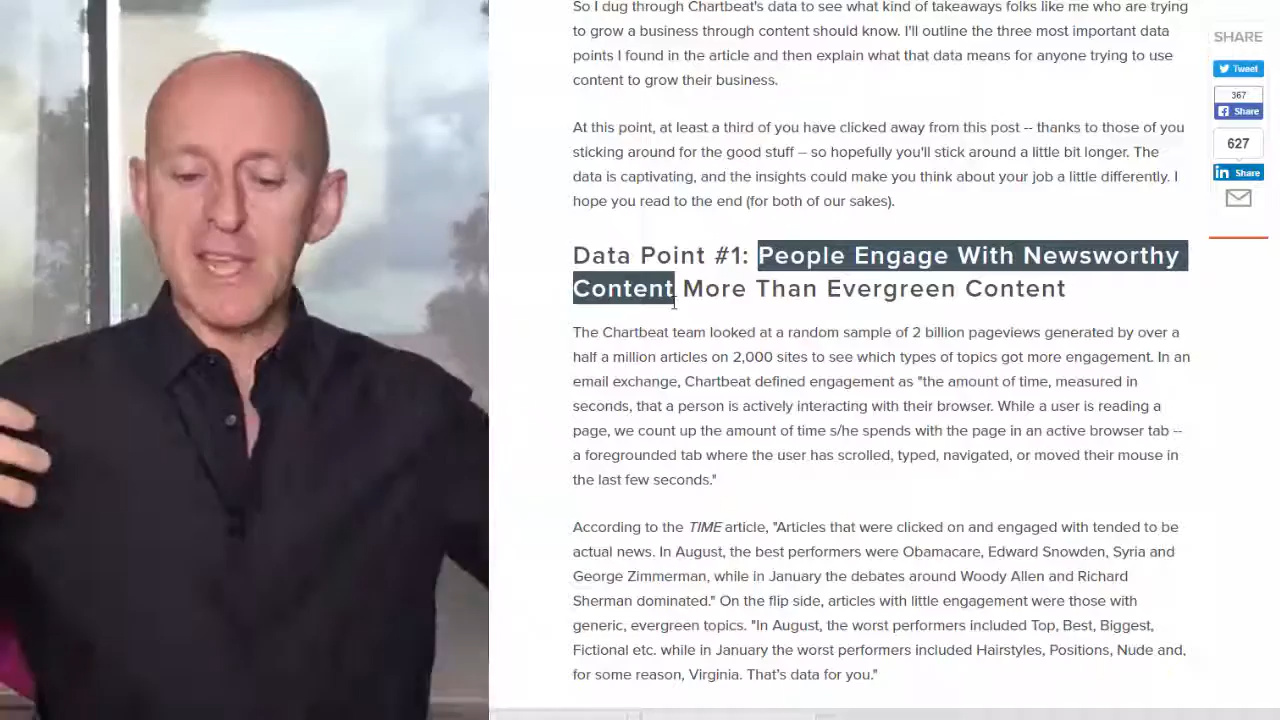 So I dug through Chartbeat's data to see what kind of takeaways folks like me who are trying
to grow a business through content should know. I'll outline the three most important data
points I found in the article and then explain what that data means for anyone trying to use
content to grow their business.
At this point, at least a third of you have clicked away from this post -- thanks to those of you
sticking around for the good stuff -- so hopefully you'll stick around a little bit longer. The
data is captivating, and the insights could make you think about your job a little differently. I
hope you read to the end (for both of our sakes).
Data Point #1: People Engage With Newsworthy
Content More Than Evergreen Content
The Chartbeat team looked at a random sample of 2 billion pageviews generated by over a
half a million articles on 2,000 sites to see which types of topics got more engagement. In an
email exchange, Chartbeat defined engagement as "the amount of time, measured in
seconds, that a person is actively interacting with their browser. While a user is reading a
page, we count up the amount of time s/he spends with the page in an active browser tab --
a foregrounded tab where the user has scrolled, typed, navigated, or moved their mouse in
the last few seconds."
According to the TIME article, "Articles that were clicked on and engaged with tended to be
actual news. In August, the best performers were Obamacare, Edward Snowden, Syria and
George Zimmerman, while in January the debates around Woody Allen and Richard
Sherman dominated." On the flip side, articles with little engagement were those with
generic, evergreen topics. "In August, the worst performers included Top, Best, Biggest,
Fictional etc. while in January the worst performers included Hairstyles, Positions, Nude and,
for some reason, Virginia. That's data for you."
SHARE
Tweet
367
Share
627
in Share